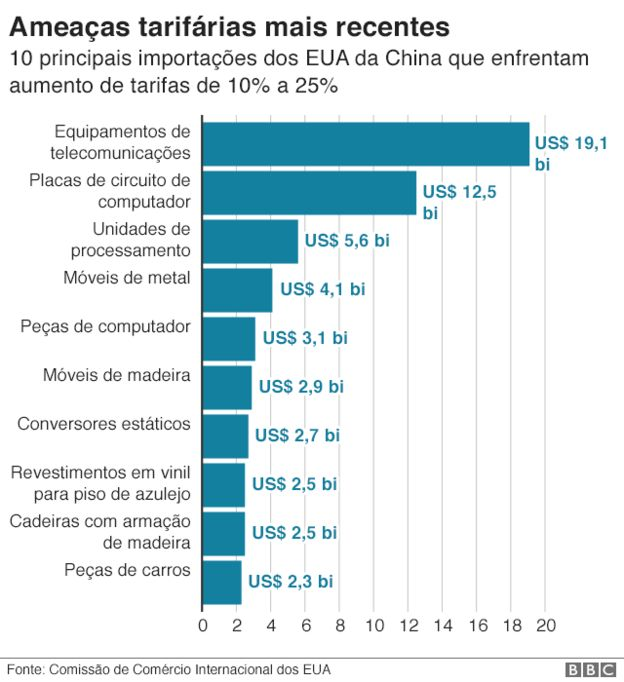 Ameaças tarifárias mais recentes
10 principais importações dos EUA da China que enfrentam
aumento de tarifas de 10% a 25%
Equipamentos de
telecomunicações
US$ 19,1
bi
Placas de circuito de
computador
US$ 12,5
bi
Unidades de
processamento
US$ 5,6 bi
Móveis de metal
US$ 4,1 bi
Peças de computador
US$ 3,1 bi
Móveis de madeira
US$ 2,9 bi
Conversores estáticos
US$ 2,7 bi
Revestimentos em vinil
para piso de azulejo
US$ 2,5 bi
Cadeiras com armação
de madeira
US$ 2,5 bi
Peças de carros
US$ 2,3 bi
0 2 4 6 8 10 12 14 16 18 20
Fonte: Comissão de Comércio Internacional dos EUA
BBC